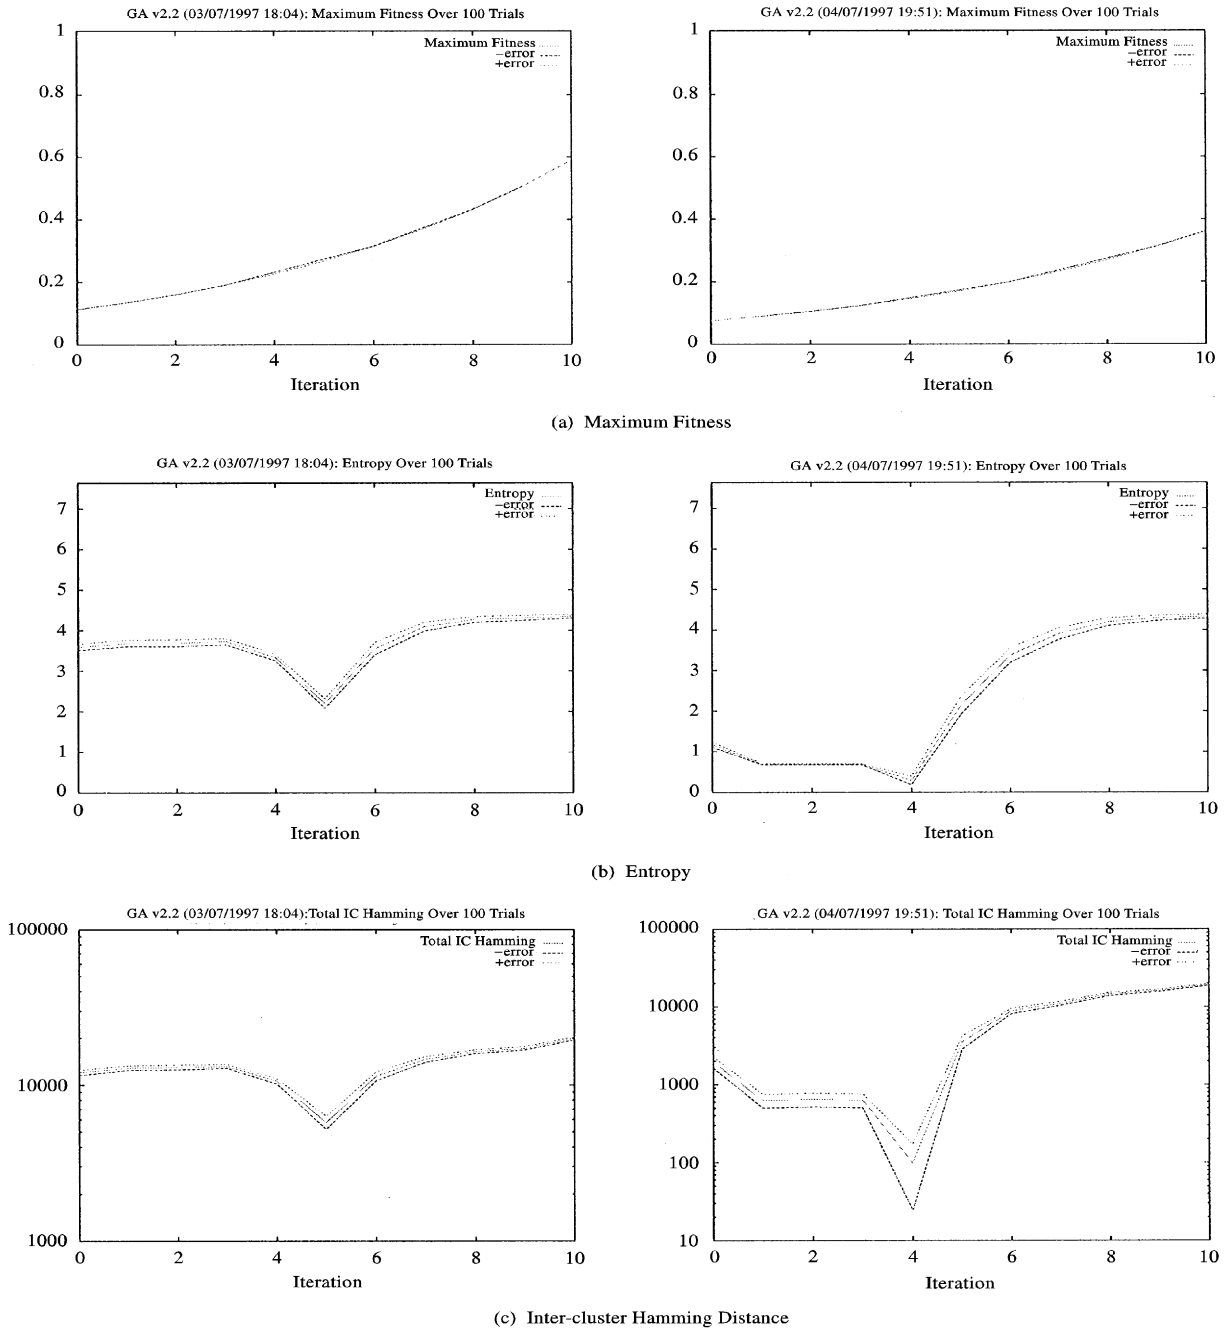 GA v2.2 (03/07/1997 18:04): Maximum Fitness Over 100 Trials
1
0.8
0.6
0.4
0.2
0
Maximum Fitness
−error
+error
0 2 4 6 8 10
Iteration
GA v2.2 (04/07/1997 19:51): Maximum Fitness Over 100 Trials
1
0.8
0.6
0.4
0.2
0
Maximum Fitness
−error
+error
0 2 4 6 8 10
Iteration
(a) Maximum Fitness
GA v2.2 (03/07/1997 18:04): Entropy Over 100 Trials
7
6
5
4
3
2
1
0
Entropy
−error
+error
0 2 4 6 8 10
Iteration
GA v2.2 (04/07/1997 19:51): Entropy Over 100 Trials
7
6
5
4
3
2
1
0
Entropy
−error
+error
0 2 4 6 8 10
Iteration
(b) Entropy
GA v2.2 (03/07/1997 18:04):Total IC Hamming Over 100 Trials
100000
10000
1000
Total IC Hamming
−error
+error
0 2 4 6 8 10
Iteration
GA v2.2 (04/07/1997 19:51): Total IC Hamming Over 100 Trials
100000
10000
1000
100
10
Total IC Hamming
−error
+error
0 2 4 6 8 10
Iteration
(c) Inter-cluster Hamming Distance